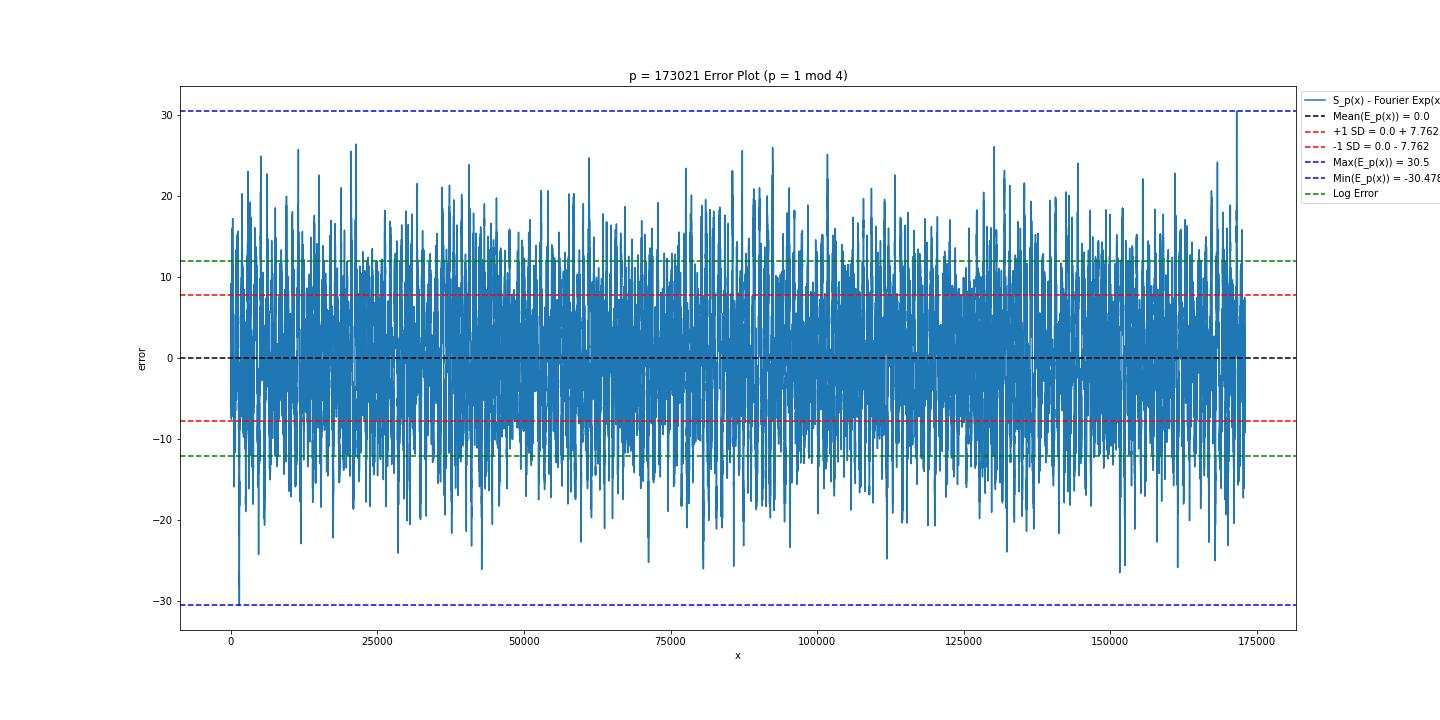 p = 173021 Error Plot (p = 1 mod 4)
S_p(x) - Fourier Exp(x
Mean(E_p(x)) = 0.0
+1 SD = 0.0 + 7.762
-1 SD = 0.0 - 7.762
Max(E_p(x)) = 30.5
Min(E_p(x)) = -30.478
Log Error
error
30
20
10
0
−10
−20
−30
0 25000 50000 75000 100000 125000 150000 175000
x